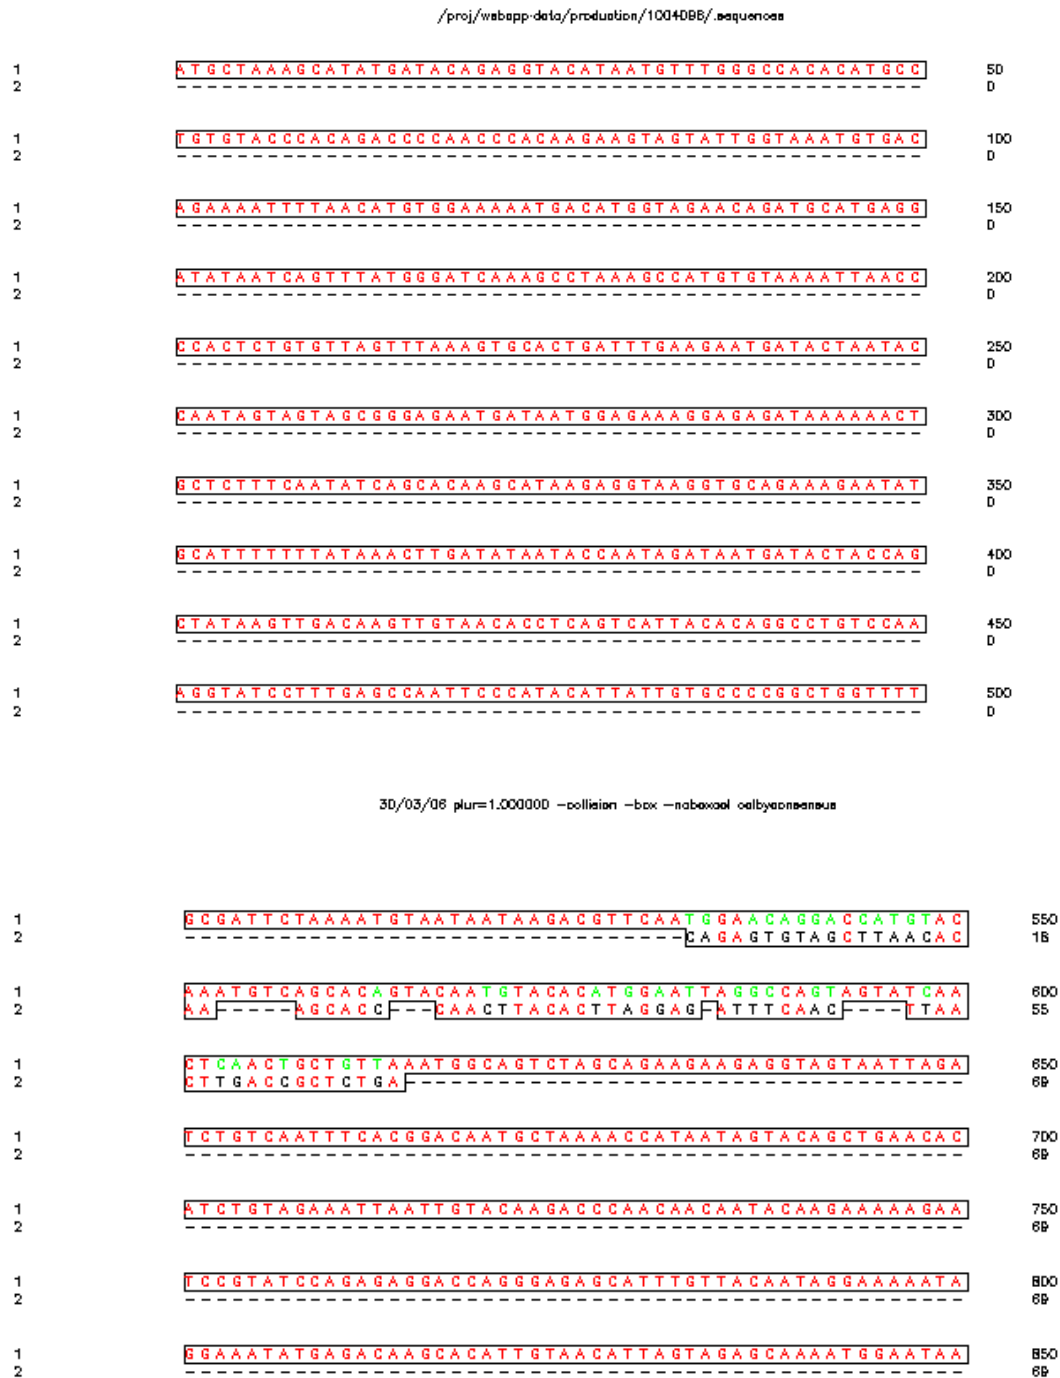 /proj/webapp-data/production/1004098/.sequences
1 ATGCTAAAGCATATGATACAGAGGTACATAATGTTTGGGCCACACATGCC 50
2 -------------------------------------------------- 0
1 TGTGTACCCACAGACCCCAACCCACAAGAAGTAGTATTGGTAAATGTGAC 100
2 -------------------------------------------------- 0
1 AGAAAATTTTAACATGTGGAAAAATGACATGGTAGAACAGATGCATGAGG 150
2 -------------------------------------------------- 0
1 ATATAATCAGTTTATGGGATCAAAGCCTAAAGCCATGTGTAAAATTAACC 200
2 -------------------------------------------------- 0
1 CCACTCTGTGTTAGTTTAAAGTGCACTGATTTGAAGAATGATACTAATAC 250
2 -------------------------------------------------- 0
1 CAATAGTAGTAGCGGGAGAATGATAATGGAGAAAGGAGAGATAAAAAACT 300
2 -------------------------------------------------- 0
1 GCTCTTTCAATATCAGCACAAGCATAAGAGGTAAGGTGCAGAAAGAATAT 350
2 -------------------------------------------------- 0
1 GCATTTTTTTATAAACTTGATATAATACCAATAGATAATGATACTACCAG 400
2 -------------------------------------------------- 0
1 CTATAAGTTGACAAGTTGTAACACCTCAGTCATTACACAGGCCTGTCCAA 450
2 -------------------------------------------------- 0
1 AGGTATCCTTTGAGCCAATTCCCATACATTATTGTGCCCCGGCTGGTTTT 500
2 -------------------------------------------------- 0
30/03/06 plur=1.000000 -collision -box -noboxcol colbyconsensus
1 GCGATTCTAAAATGTAATAATAAGACGTTCAATGGAACAGGACCATGTAC 550
2 --------------------------------CAGAGTGTAGCTTAACAC 18
1 AAATGTCAGCACAGTACAATGTACACATGGAATTAGGCCAGTAGTATCAA 600
2 AA-----AGCACC---CAACTTACACTTAGGAG-ATTTCAAC----TTAA 55
1 CTCAACTGCTGTTAAATGGCAGTCTAGCAGAAGAAGAGGTAGTAATTAGA 650
2 CTTGACCGCTCTGA------------------------------------ 69
1 TCTGTCAATTTCACGGACAATGCTAAAACCATAATAGTACAGCTGAACAC 700
2 -------------------------------------------------- 69
1 ATCTGTAGAAATTAATTGTACAAGACCCAACAACAATACAAGAAAAAGAA 750
2 -------------------------------------------------- 69
1 TCCGTATCCAGAGAGGACCAGGGAGAGCATTTGTTACAATAGGAAAAATA 800
2 -------------------------------------------------- 69
1 GGAAATATGAGACAAGCACATTGTAACATTAGTAGAGCAAAATGGAATAA 850
2 -------------------------------------------------- 69